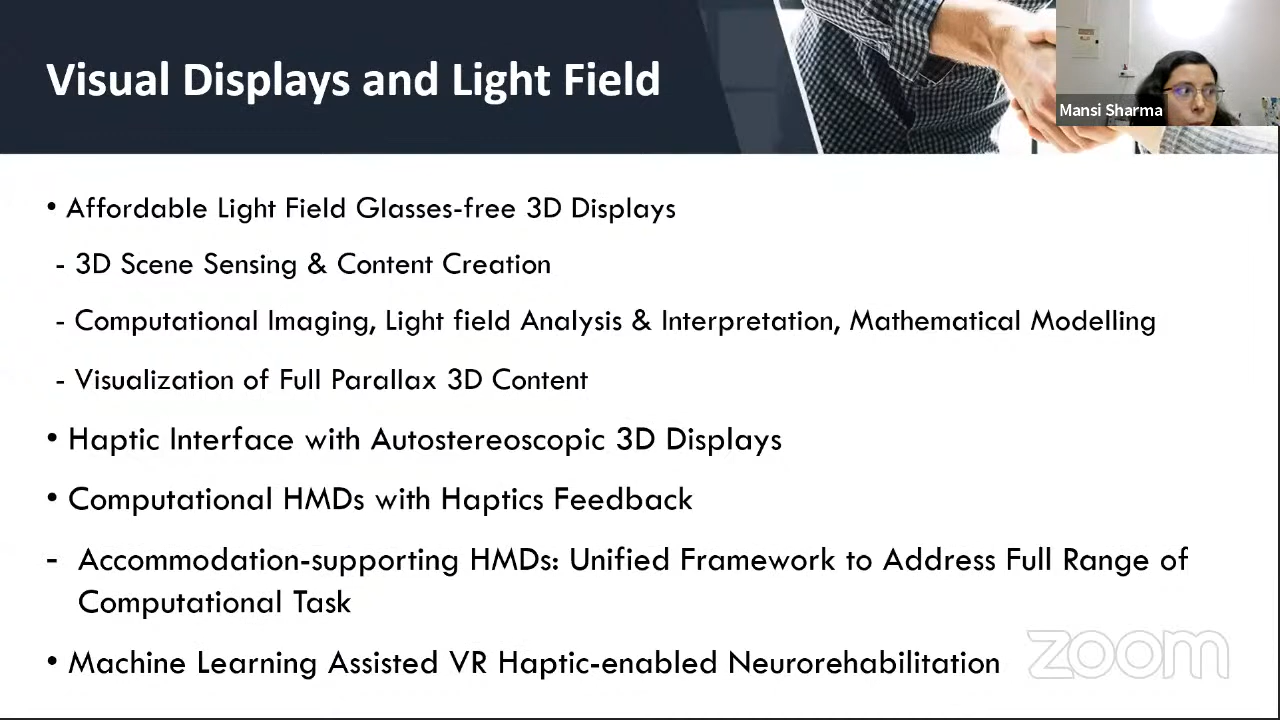 Visual Displays and Light Field
Mansi Sharma
• Affordable Light Field Glasses-free 3D Displays
- 3D Scene Sensing & Content Creation
- Computational Imaging, Light field Analysis & Interpretation, Mathematical Modelling
- Visualization of Full Parallax 3D Content
• Haptic Interface with Autostereoscopic 3D Displays
• Computational HMDs with Haptics Feedback
- Accommodation-supporting HMDs: Unified Framework to Address Full Range of
Computational Task
• Machine Learning Assisted VR Haptic-enabled Neurorehabilitation
zoom